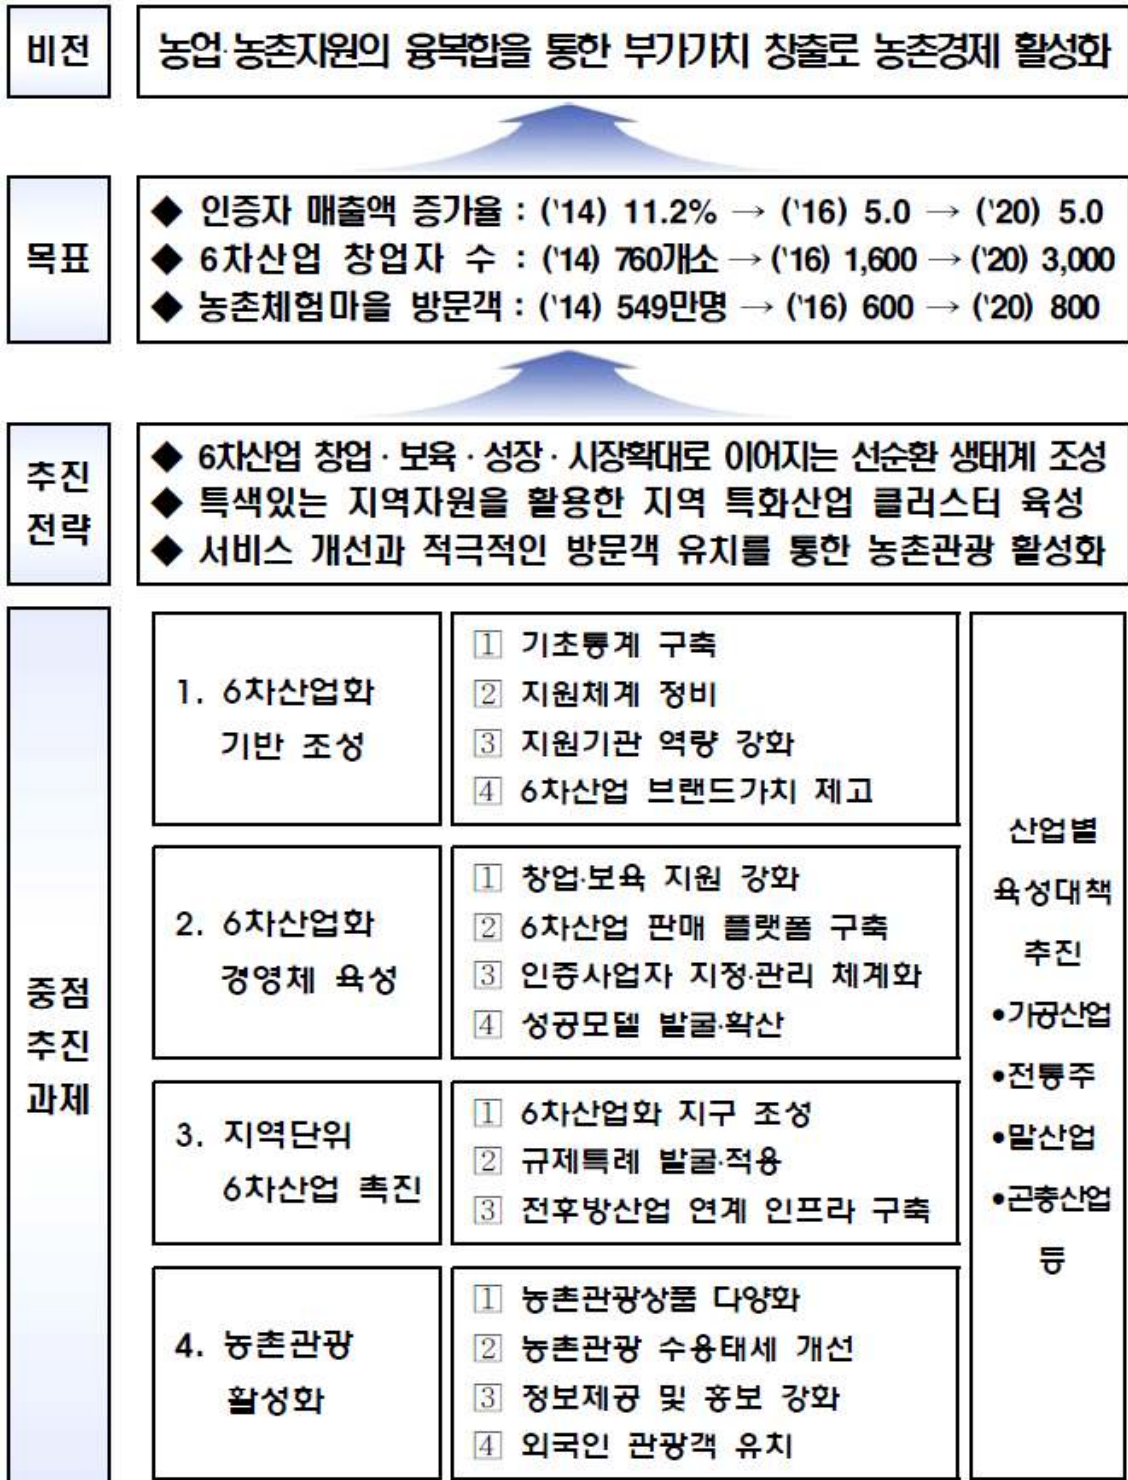 비전
농업·농촌자원의 융복합을 통한 부가가치 창출로 농촌경제 활성화
목표
◆ 인증자 매출액 증가율 : ('14) 11.2% → ('16) 5.0 → ('20) 5.0
◆ 6차산업 창업자 수 : ('14) 760개소 → ('16) 1,600 → ('20) 3,000
◆ 농촌체험마을 방문객 : ('14) 549만명 → ('16) 600 → ('20) 800
추진
전략
◆ 6차산업 창업·보육·성장·시장확대로 이어지는 선순환 생태계 조성
◆ 특색있는 지역자원을 활용한 지역 특화산업 클러스터 육성
◆ 서비스 개선과 적극적인 방문객 유치를 통한 농촌관광 활성화
중점
추진
과제
1. 6차산업화
기반 조성
1 기초통계 구축
2 지원체계 정비
3 지원기관 역량 강화
4 6차산업 브랜드가치 제고
2. 6차산업화
경영체 육성
1 창업·보육 지원 강화
2 6차산업 판매 플랫폼 구축
3 인증사업자 지정·관리 체계화
4 성공모델 발굴·확산
3. 지역단위
6차산업 촉진
1 6차산업화 지구 조성
2 규제특례 발굴·적용
3 전후방산업 연계 인프라 구축
4. 농촌관광
활성화
1 농촌관광상품 다양화
2 농촌관광 수용태세 개선
3 정보제공 및 홍보 강화
4 외국인 관광객 유치
산업별
육성대책
추진
•가공산업
•전통주
•말산업
•곤충산업
등